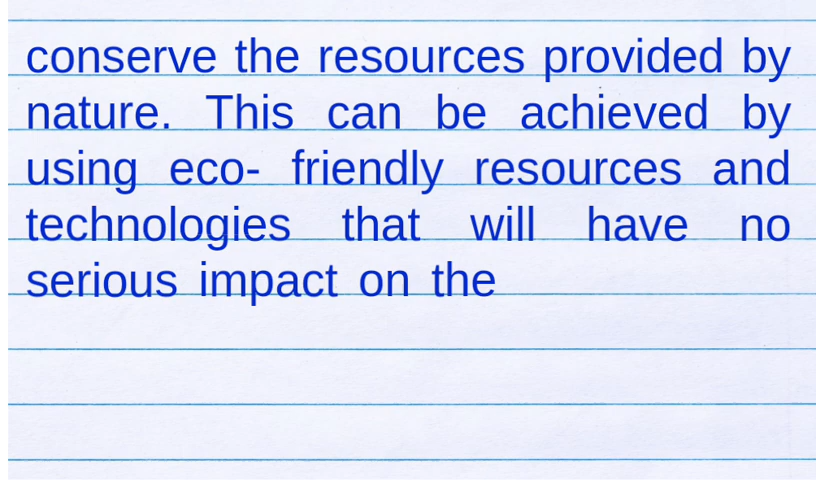 conserve the resources provided by
nature. This can be achieved by
using eco- friendly resources and
technologies that will have no
serious impact on the